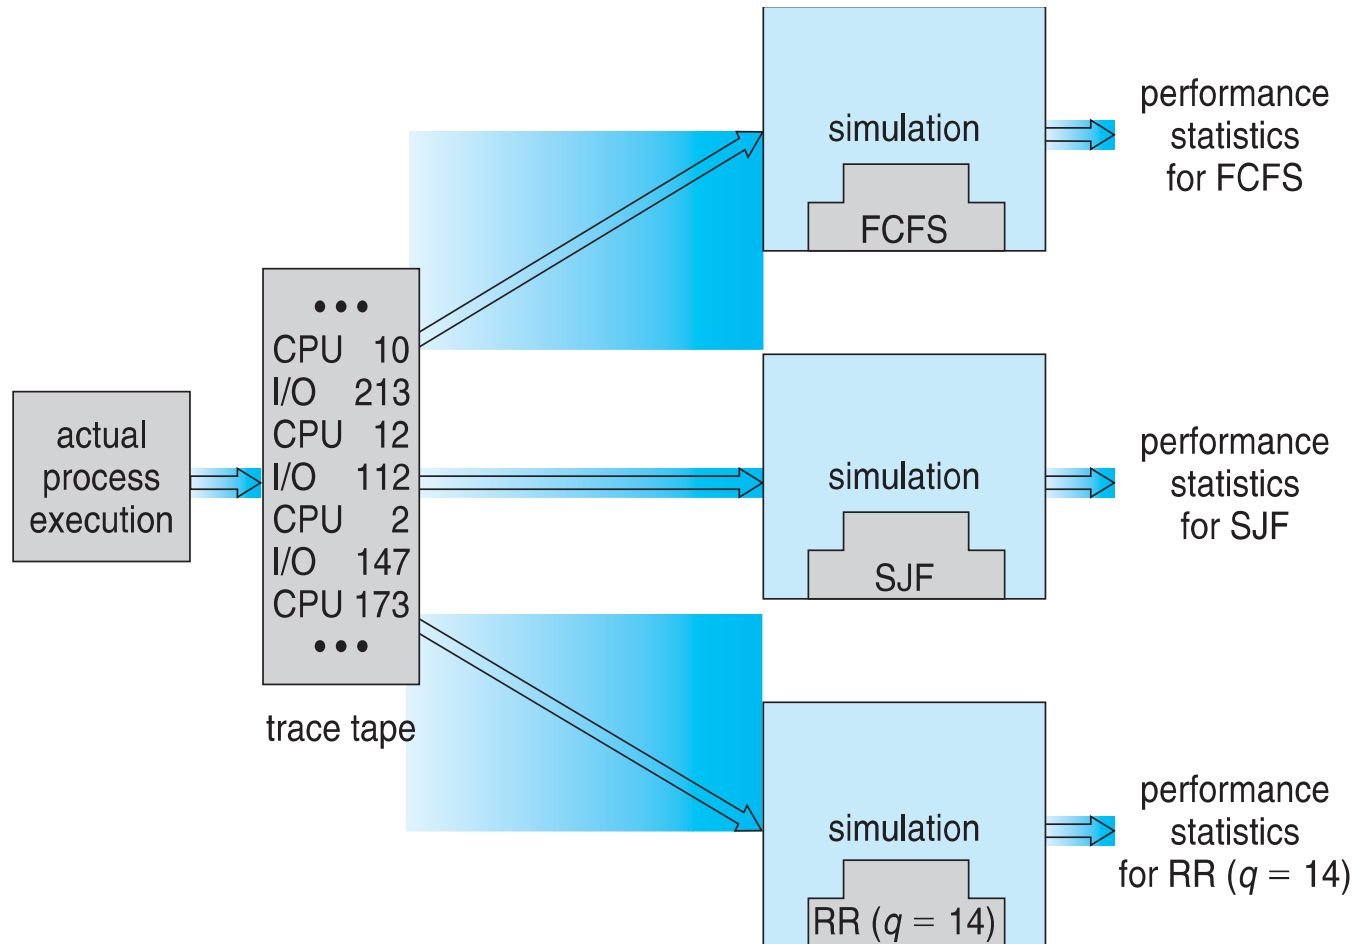 actual
process
execution
• • •
CPU 10
I/O 213
CPU 12
I/O 112
CPU 2
I/O 147
CPU 173
• • •
trace tape
simulation
FCFS
performance
statistics
for FCFS
simulation
SJF
performance
statistics
for SJF
simulation
RR (q = 14)
performance
statistics
for RR (q = 14)